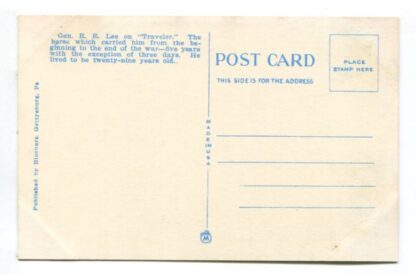 Gen. R. E. Lee on "Traveler." The
horse which carried him from the be-
ginning to the end of the war—five years
with the exception of three days. He
lived to be twenty-nine years old.
POST CARD
THIS SIDE IS FOR THE ADDRESS
PLACE
STAMP HERE
MADE IN USA
Published by Blochers, Gettysburg, Pa